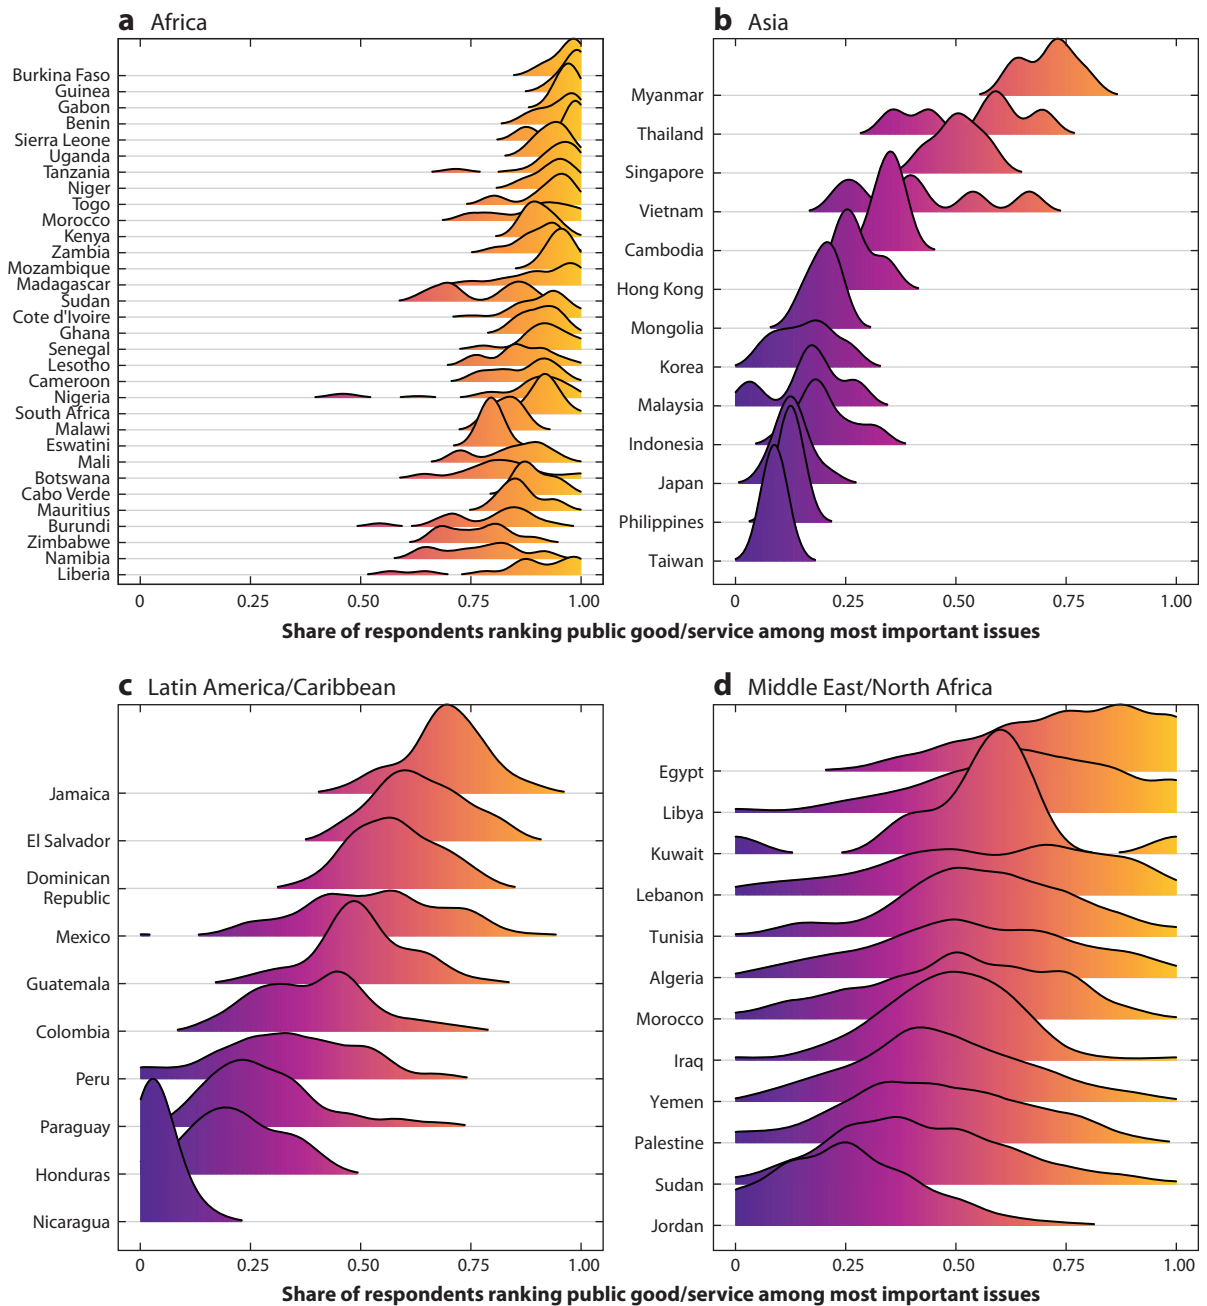 a Africa
Burkina Faso
Guinea
Gabon
Benin
Sierra Leone
Uganda
Tanzania
Niger
Togo
Morocco
Kenya
Zambia
Mozambique
Madagascar
Sudan
Cote d'Ivoire
Ghana
Senegal
Lesotho
Cameroon
Nigeria
South Africa
Malawi
Eswatini
Mali
Botswana
Cabo Verde
Mauritius
Burundi
Zimbabwe
Namibia
Liberia
0 0.25 0.50 0.75 1.00
b Asia
Myanmar
Thailand
Singapore
Vietnam
Cambodia
Hong Kong
Mongolia
Korea
Malaysia
Indonesia
Japan
Philippines
Taiwan
0 0.25 0.50 0.75 1.00
Share of respondents ranking public good/service among most important issues
c Latin America/Caribbean
Jamaica
El Salvador
Dominican
Republic
Mexico
Guatemala
Colombia
Peru
Paraguay
Honduras
Nicaragua
0 0.25 0.50 0.75 1.00
d Middle East/North Africa
Egypt
Libya
Kuwait
Lebanon
Tunisia
Algeria
Morocco
Iraq
Yemen
Palestine
Sudan
Jordan
0 0.25 0.50 0.75 1.00
Share of respondents ranking public good/service among most important issues